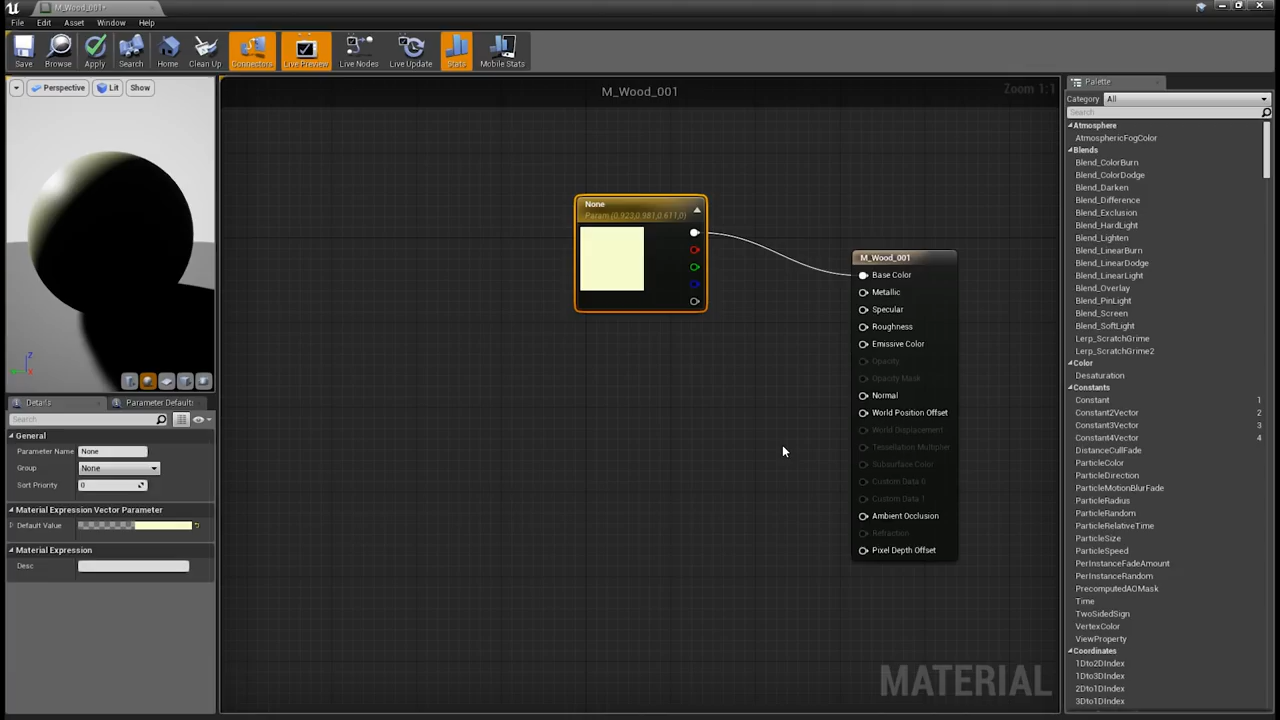 M_Wood_001*
File Edit Asset Window Help
Save Browse Apply Search Home Clean Up Connectors Live Preview Live Nodes Live Update Stats Mobile Stats
Perspective Lit Show
M_Wood_001
Zoom 1:1
Palette
Category All
Search
Atmosphere
AtmosphericFogColor
Blends
Blend_ColorBurn
Blend_ColorDodge
Blend_Darken
Blend_Difference
Blend_Exclusion
Blend_HardLight
Blend_Lighten
Blend_LinearBurn
Blend_LinearDodge
Blend_LinearLight
Blend_Overlay
Blend_PinLight
Blend_Screen
Blend_SoftLight
Lerp_ScratchGrime
Lerp_ScratchGrime2
Color
Desaturation
Constants
Constant 1
Constant2Vector 2
Constant3Vector 3
Constant4Vector 4
DistanceCullFade
ParticleColor
ParticleDirection
ParticleMotionBlurFade
ParticleRadius
ParticleRandom
ParticleRelativeTime
ParticleSize
ParticleSpeed
PerInstanceFadeAmount
PerInstanceRandom
PrecomputedAOMask
Time
TwoSidedSign
VertexColor
ViewProperty
Coordinates
1Dto2DIndex
1Dto3DIndex
2Dto1DIndex
3Dto1DIndex
None
Param (0.923,0.981,0.611,0)
M_Wood_001
Base Color
Metallic
Specular
Roughness
Emissive Color
Opacity
Opacity Mask
Normal
World Position Offset
World Displacement
Tessellation Multiplier
Subsurface Color
Custom Data 0
Custom Data 1
Ambient Occlusion
Refraction
Pixel Depth Offset
MATERIAL
Z
X
Details Parameter Default
Search
General
Parameter Name None
Group None
Sort Priority 0
Material Expression Vector Parameter
Default Value
Material Expression
Desc